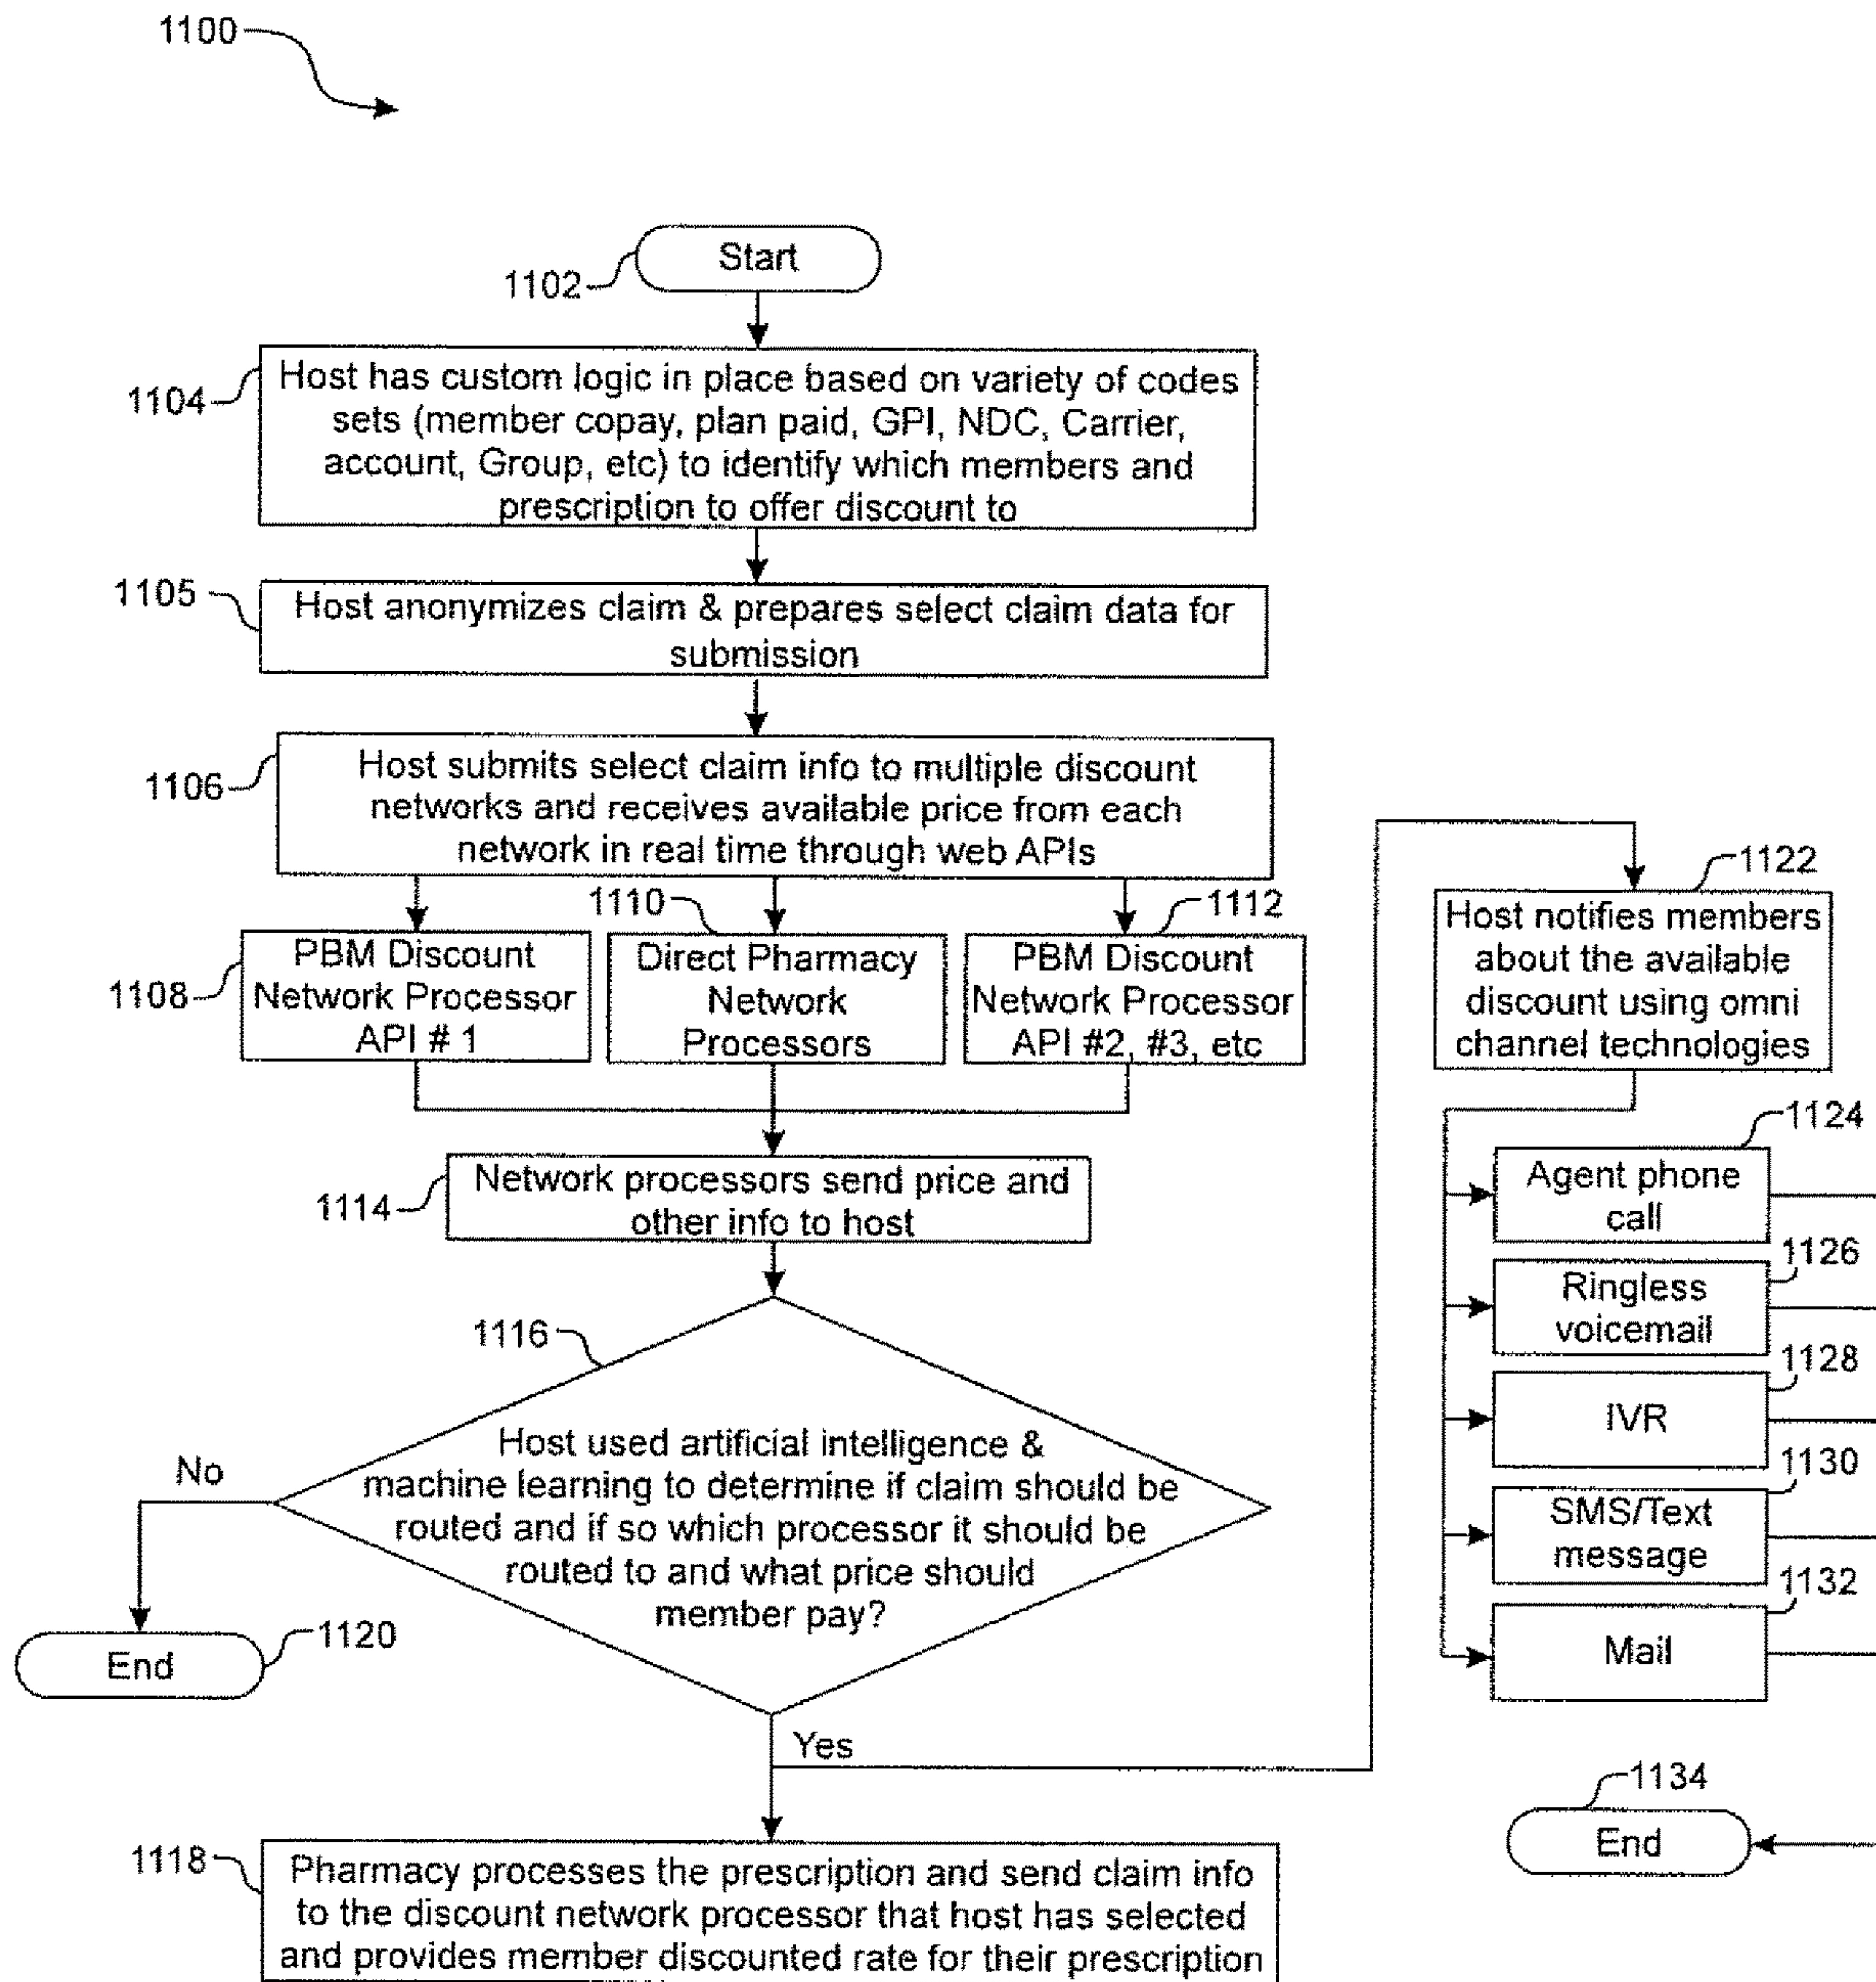 1100
Start
1102
Host has custom logic in place based on variety of codes
sets (member copay, plan paid, GPI, NDC, Carrier,
account, Group, etc) to identify which members and
prescription to offer discount to
1104
1105
Host anonymizes claim & prepares select claim data for
submission
1106
Host submits select claim info to multiple discount
networks and receives available price from each
network in real time through web APIs
1108
PBM Discount
Network Processor
API # 1
1110
Direct Pharmacy
Network
Processors
1112
PBM Discount
Network Processor
API #2, #3, etc
1114
Network processors send price and
other info to host
1116
Host used artificial intelligence &
machine learning to determine if claim should be
routed and if so which processor it should be
routed to and what price should
member pay?
No
End
1120
Yes
1118
Pharmacy processes the prescription and send claim info
to the discount network processor that host has selected
and provides member discounted rate for their prescription
1122
Host notifies members
about the available
discount using omni
channel technologies
1124
Agent phone
call
1126
Ringless
voicemail
1128
IVR
1130
SMS/Text
message
1132
Mail
1134
End